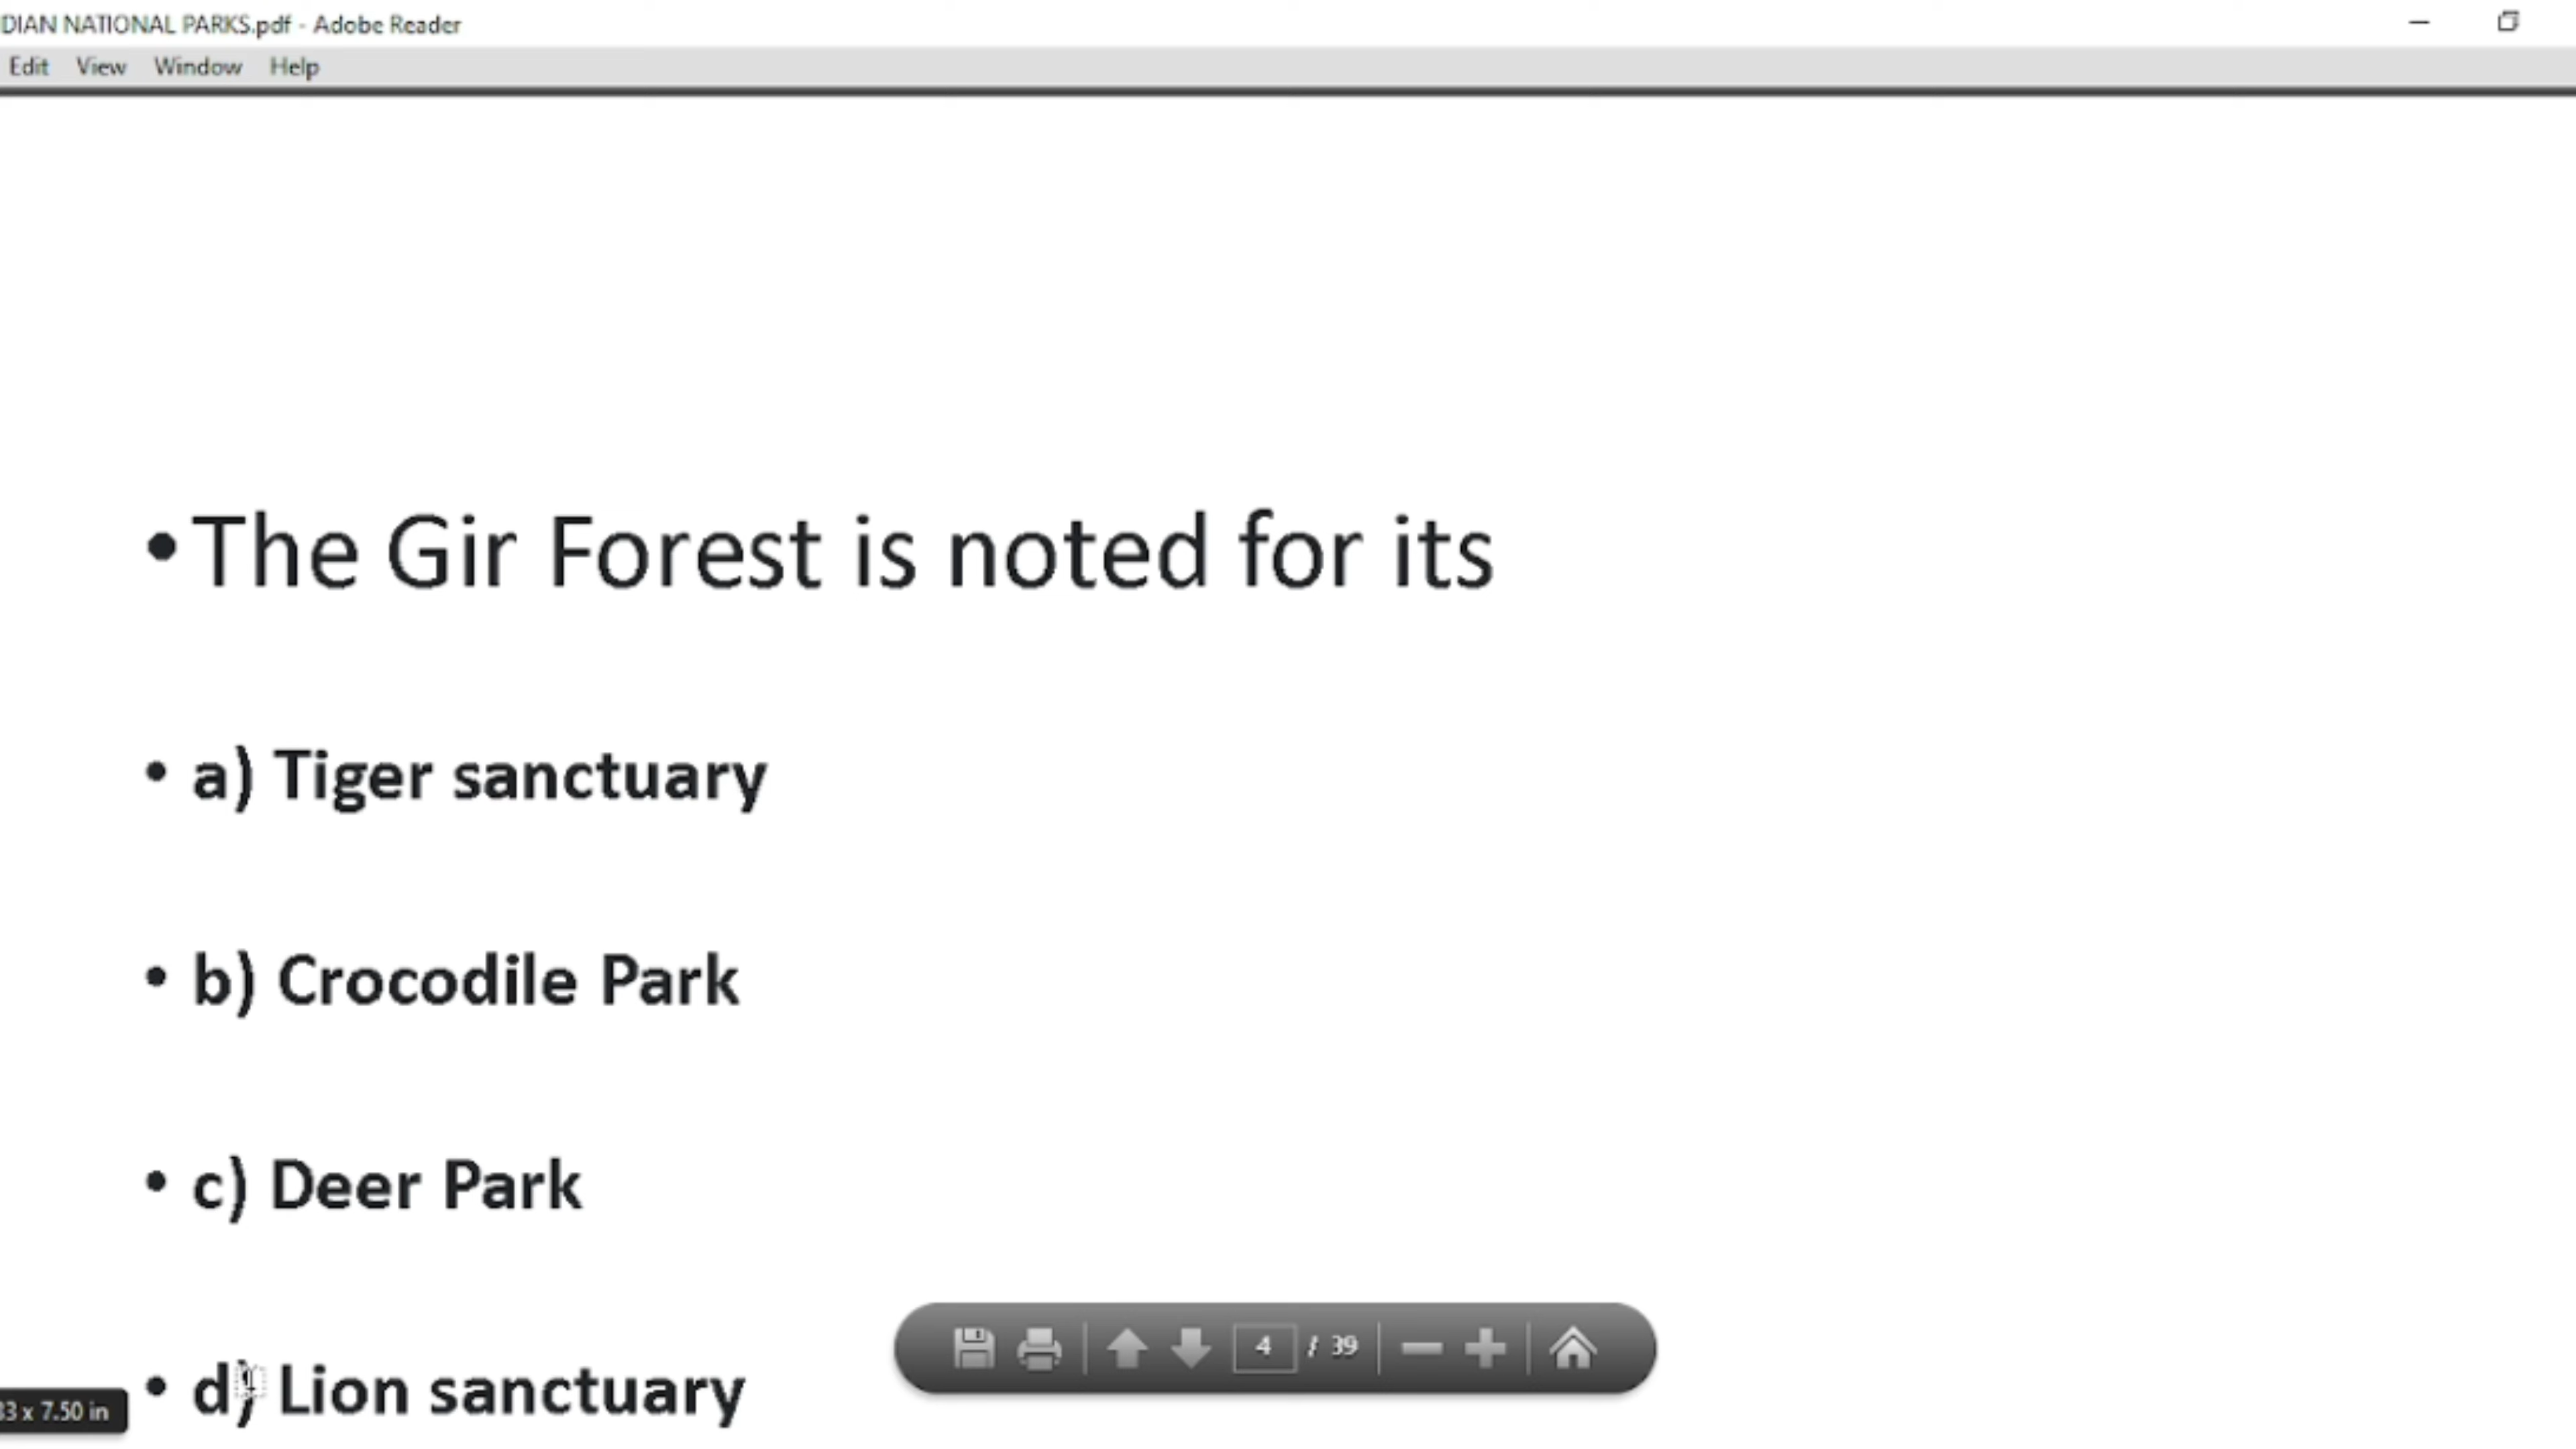 DIAN NATIONAL PARKS.pdf - Adobe Reader
Edit View Window Help
•The Gir Forest is noted for its
• a) Tiger sanctuary
• b) Crocodile Park
• c) Deer Park
4 / 39
• d) Lion sanctuary
33 x 7.50 in